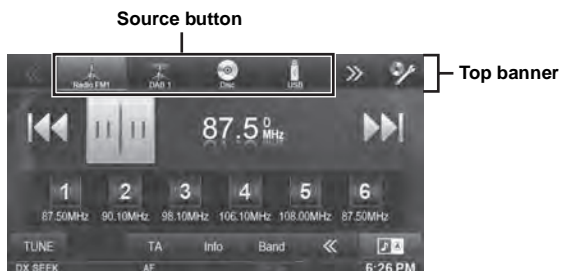 Source button
Top banner
Radio FM1 DAB 1 Disc USB
87.5 0 MHz
1 2 3 4 5 6
87.50MHz 90.10MHz 98.10MHz 106.10MHz 108.00MHz 87.50MHz
TUNE TA Info Band
DX SEEK AF 6:26 PM